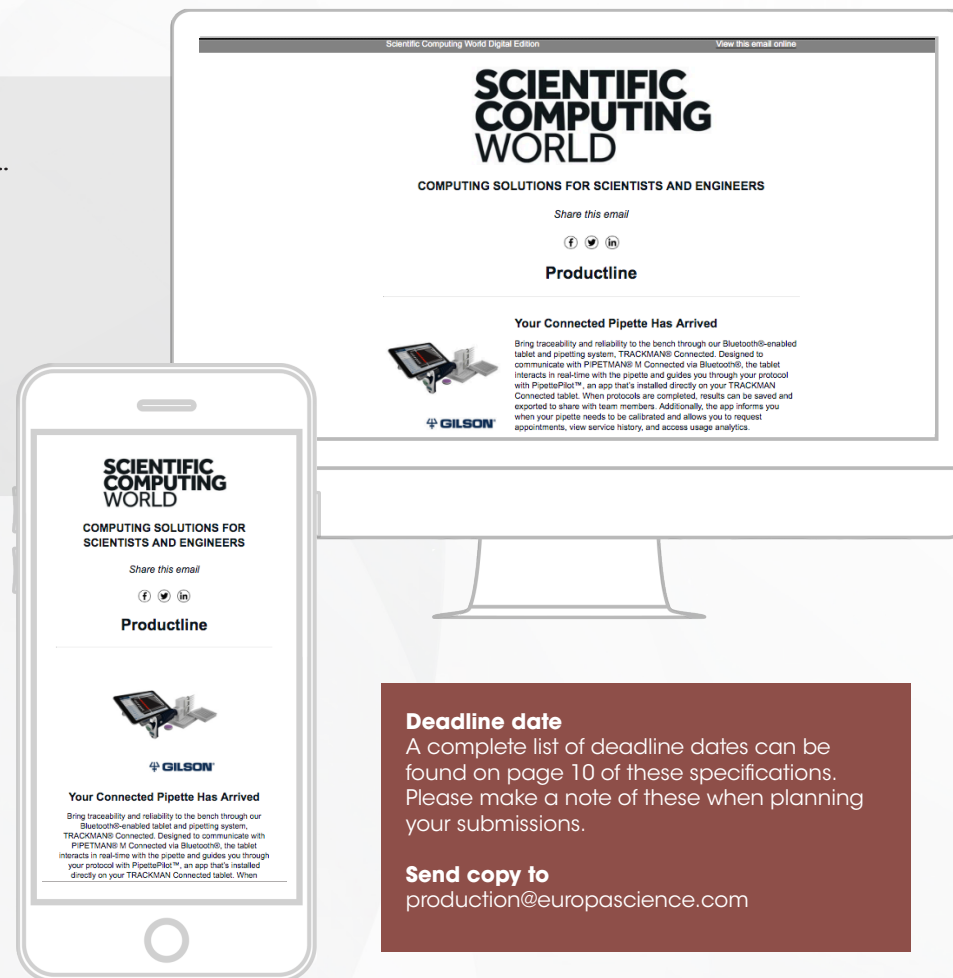 ..
Scientific Computing World Digital Edition
View this email online
SCIENTIFIC
COMPUTING
WORLD
COMPUTING SOLUTIONS FOR SCIENTISTS AND ENGINEERS
Share this email
f in
Productline
Your Connected Pipette Has Arrived
Bring traceability and reliability to the bench through our Bluetooth®-enabled
tablet and pipetting system, TRACKMAN® Connected. Designed to
communicate with PIPETMAN® M Connected via Bluetooth®, the tablet
interacts in real-time with the pipette and guides you through your protocol
with PipettePilot™, an app that's installed directly on your TRACKMAN
Connected tablet. When protocols are completed, results can be saved and
exported to share with team members. Additionally, the app informs you
when your pipette needs to be calibrated and allows you to request
appointments, view service history, and access usage analytics.
GILSON®
SCIENTIFIC
COMPUTING
WORLD
COMPUTING SOLUTIONS FOR
SCIENTISTS AND ENGINEERS
Share this email
f in
Productline
GILSON®
Your Connected Pipette Has Arrived
Bring traceability and reliability to the bench through our
Bluetooth®-enabled tablet and pipetting system,
TRACKMAN® Connected. Designed to communicate with
PIPETMAN® M Connected via Bluetooth®, the tablet
interacts in real-time with the pipette and guides you through
your protocol with PipettePilot™, an app that's installed
directly on your TRACKMAN Connected tablet. When
Deadline date
A complete list of deadline dates can be
found on page 10 of these specifications.
Please make a note of these when planning
your submissions.
Send copy to
production@europascience.com